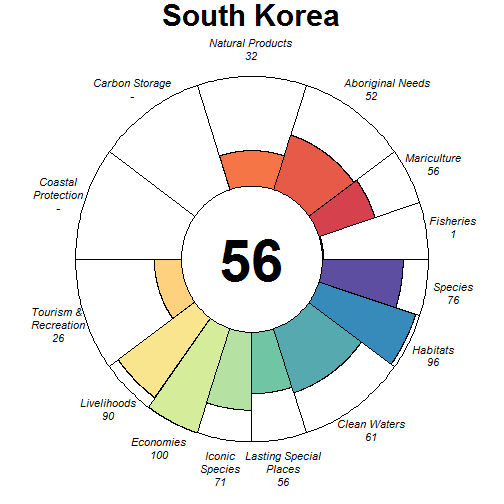 South Korea
Natural Products
32
Carbon Storage
-
Aboriginal Needs
52
Mariculture
56
Coastal
Protection
-
Fisheries
1
56
Species
76
Tourism &
Recreation
26
Habitats
96
Livelihoods
90
Clean Waters
61
Economies
100
Iconic
Species
71
Lasting Special
Places
56